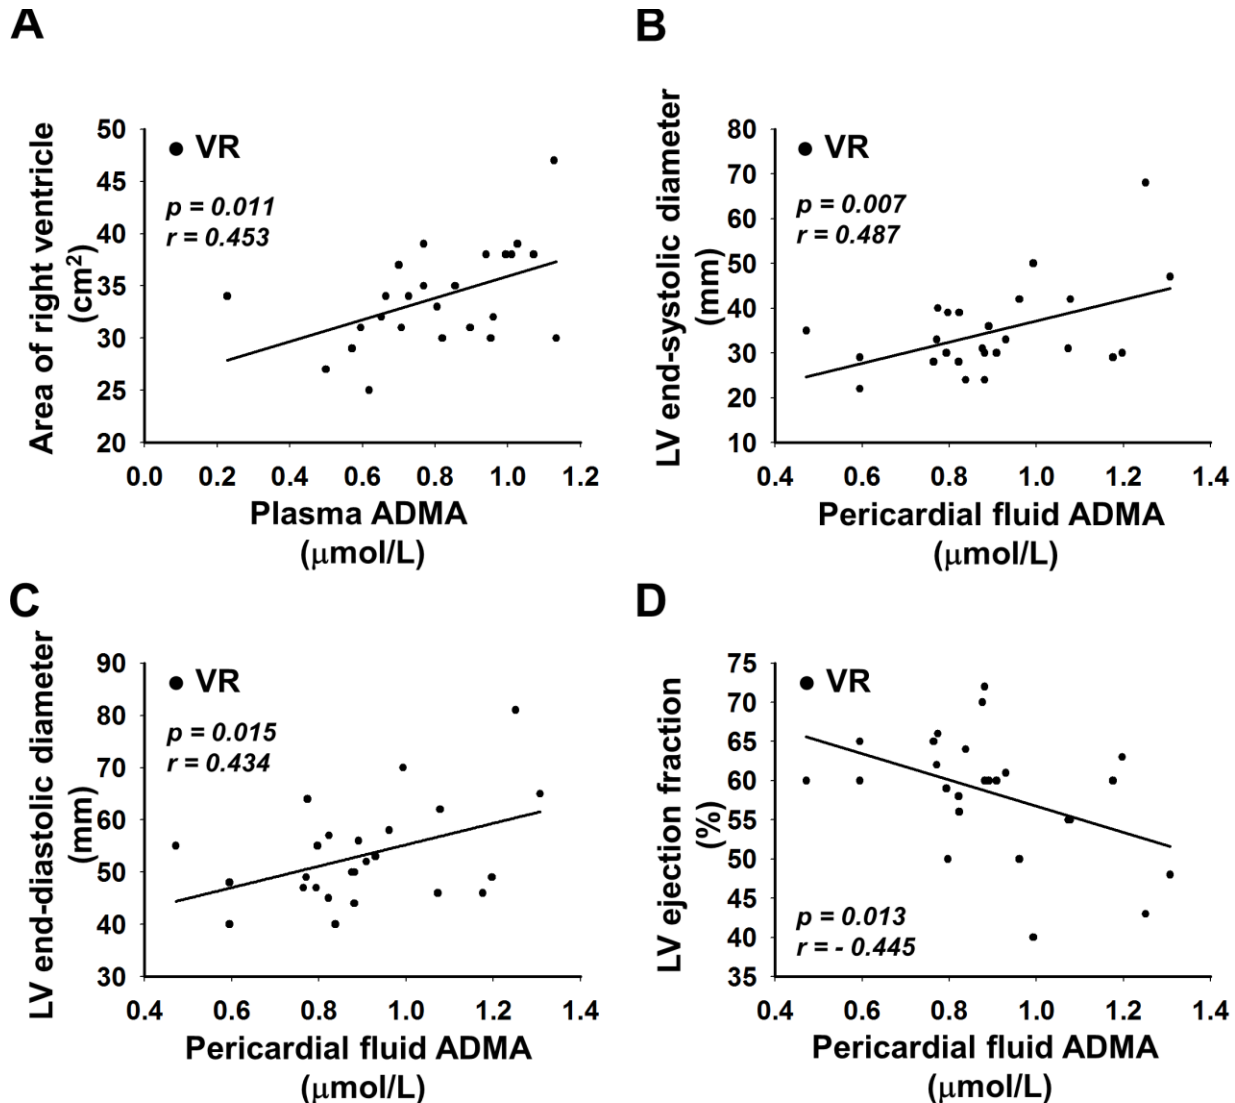 A
Area of right ventricle
(cm²)
50
45
40
35
30
25
20
VR
p = 0.011
r = 0.453
0.0 0.2 0.4 0.6 0.8 1.0 1.2
Plasma ADMA
(μmol/L)
B
LV end-systolic diameter
(mm)
80
70
60
50
40
30
20
10
VR
p = 0.007
r = 0.487
0.4 0.6 0.8 1.0 1.2 1.4
Pericardial fluid ADMA
(μmol/L)
C
LV end-diastolic diameter
(mm)
90
80
70
60
50
40
30
VR
p = 0.015
r = 0.434
0.4 0.6 0.8 1.0 1.2 1.4
Pericardial fluid ADMA
(μmol/L)
D
LV ejection fraction
(%)
75
70
65
60
55
50
45
40
35
VR
p = 0.013
r = - 0.445
0.4 0.6 0.8 1.0 1.2 1.4
Pericardial fluid ADMA
(μmol/L)